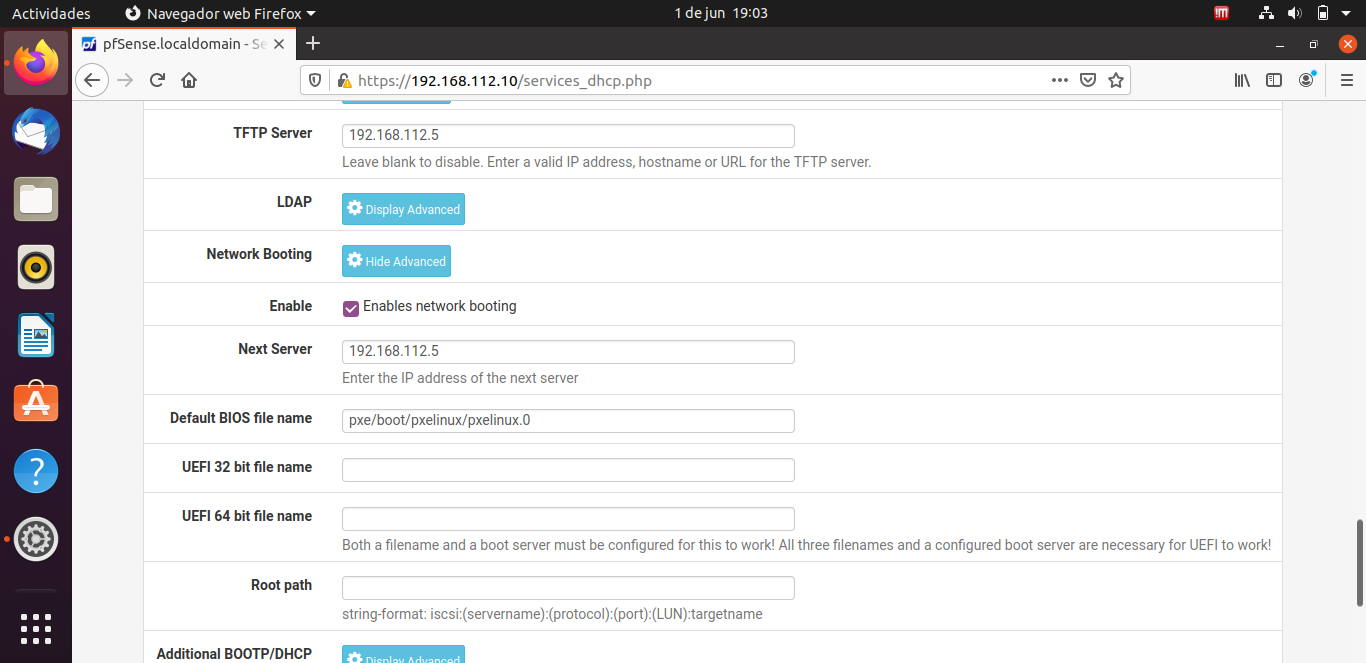 Actividades
Navegador web Firefox
1 de jun 19:03
pfSense.localdomain - Se
https://192.168.112.10/services_dhcp.php
TFTP Server
192.168.112.5
Leave blank to disable. Enter a valid IP address, hostname or URL for the TFTP server.
LDAP
Display Advanced
Network Booting
Hide Advanced
Enable
Enables network booting
Next Server
192.168.112.5
Enter the IP address of the next server
Default BIOS file name
pxe/boot/pxelinux/pxelinux.0
UEFI 32 bit file name
UEFI 64 bit file name
Both a filename and a boot server must be configured for this to work! All three filenames and a configured boot server are necessary for UEFI to work!
Root path
string-format: iscsi:(servername):(protocol):(port):(LUN):targetname
Additional BOOTP/DHCP
Display Advanced